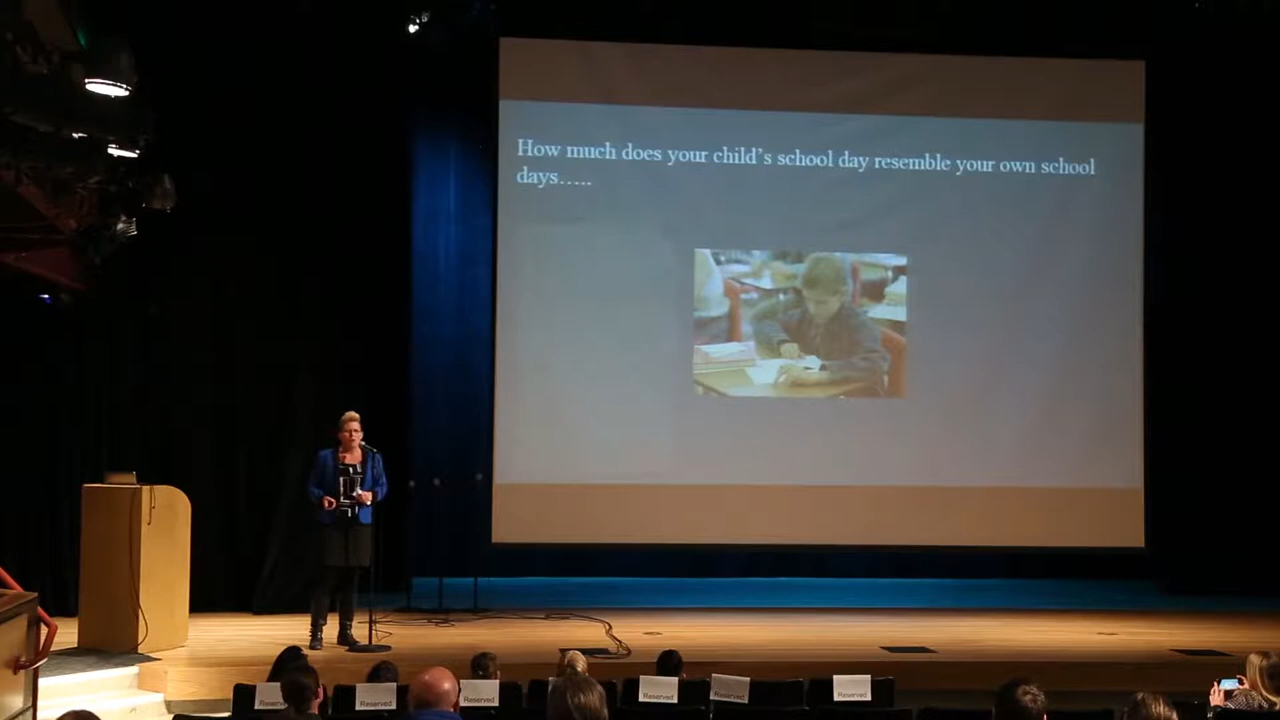 How much does your child’s school day resemble your own school
days…..
Reserved
Reserved
Reserved
Reserved
Reserved
Reserved